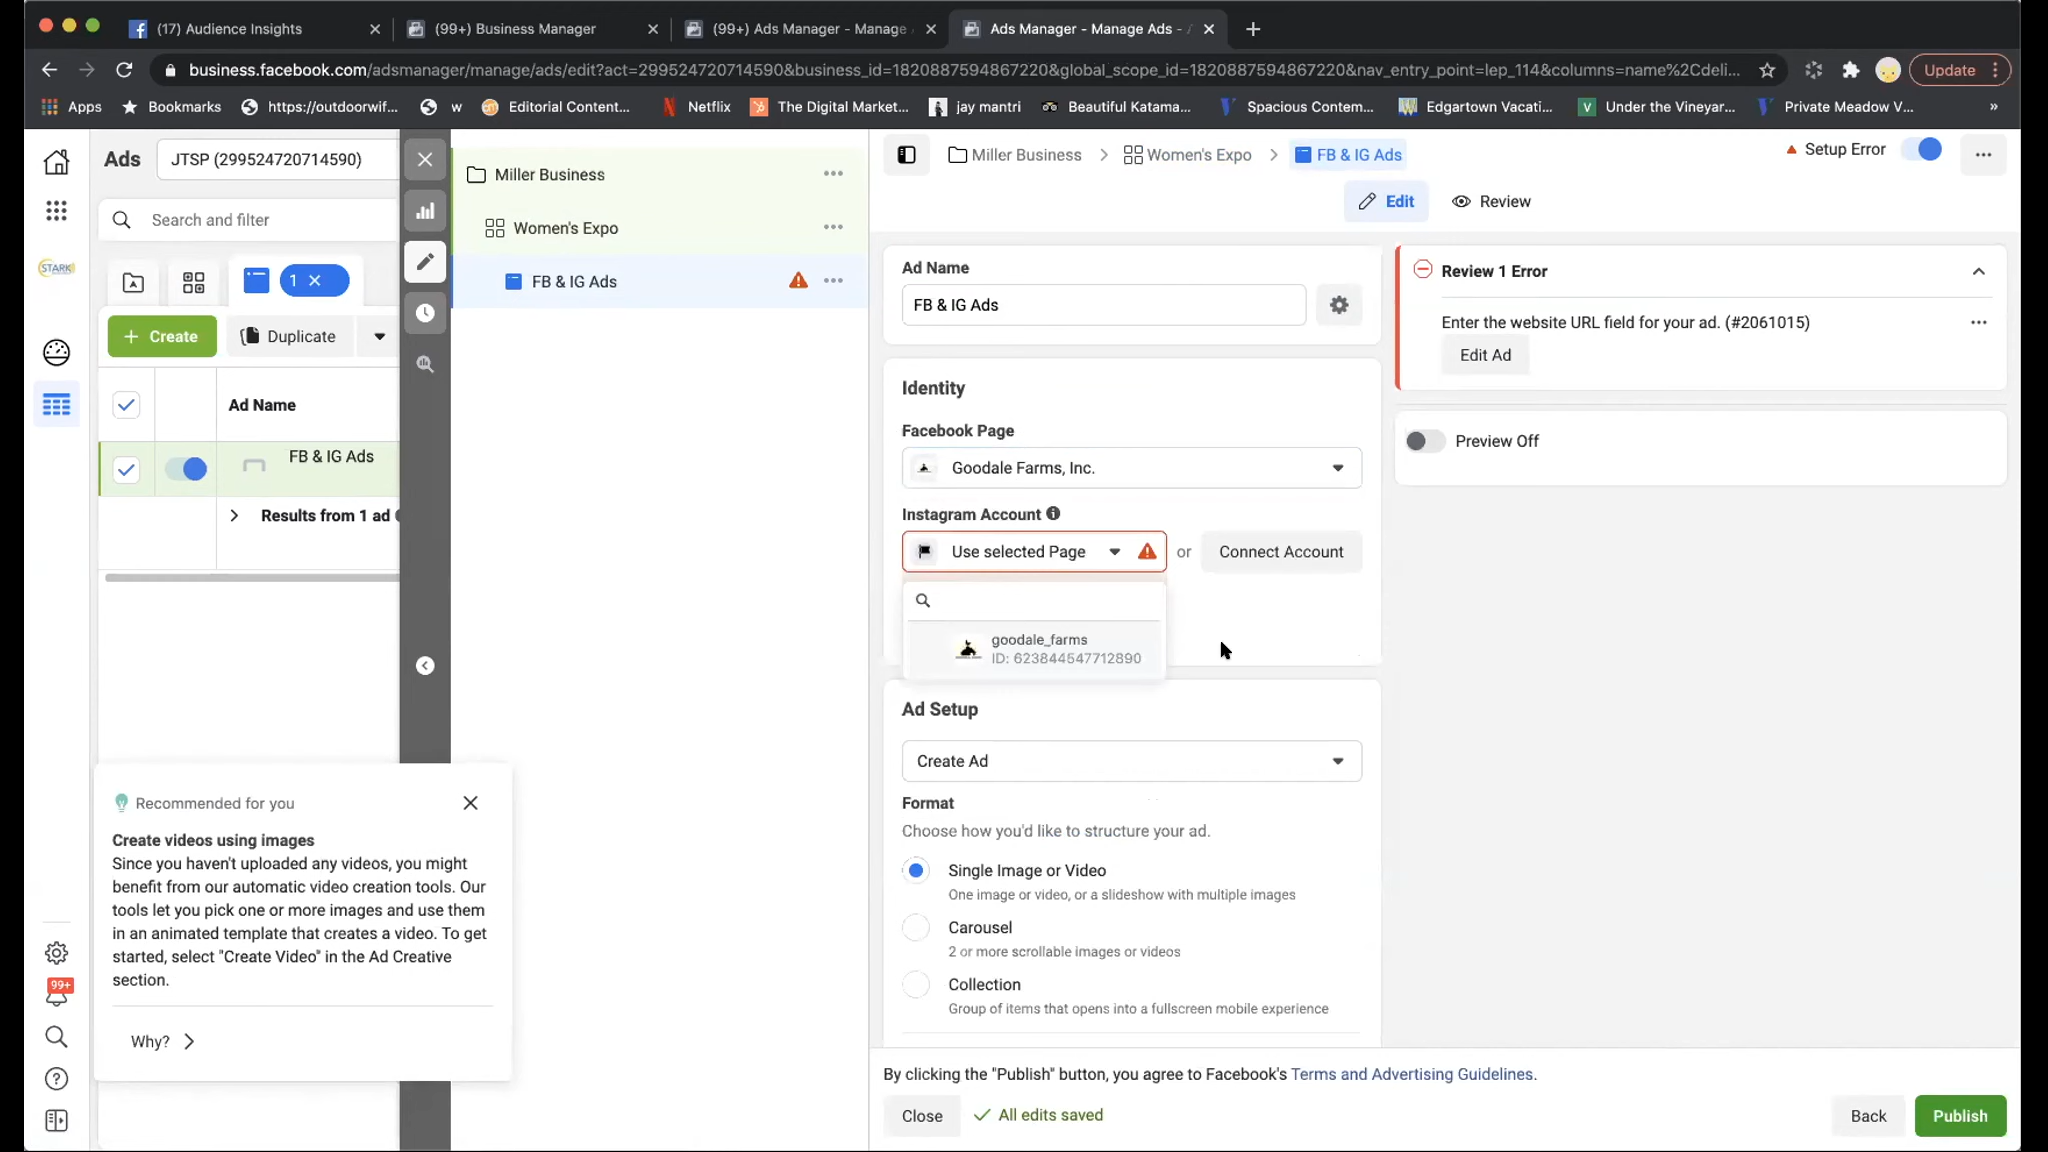 (17) Audience Insights
(99+) Business Manager
(99+) Ads Manager - Manage
Ads Manager - Manage Ads -
business.facebook.com/adsmanager/manage/ads/edit?act=299524720714590&business_id=1820887594867220&global_scope_id=1820887594867220&nav_entry_point=lep_114&columns=name%2Cdeli...
Update
Apps
Bookmarks
https://outdoorwif...
w
Editorial Content...
Netflix
The Digital Market...
jay mantri
Beautiful Katama...
Spacious Contem...
Edgartown Vacati...
Under the Vineyar...
Private Meadow V...
»
Ads
JTSP (299524720714590)
Search and filter
STARK
1
+ Create
Duplicate
Ad Name
FB & IG Ads
Results from 1 ad
Recommended for you
Create videos using images
Since you haven't uploaded any videos, you might
benefit from our automatic video creation tools. Our
tools let you pick one or more images and use them
in an animated template that creates a video. To get
started, select "Create Video" in the Ad Creative
section.
Why?
99+
Miller Business
Women's Expo
FB & IG Ads
Miller Business
Women's Expo
FB & IG Ads
Setup Error
Edit
Review
Ad Name
FB & IG Ads
Identity
Facebook Page
Goodale Farms, Inc.
Instagram Account
Use selected Page
or
Connect Account
goodale_farms
ID: 623844547712890
Ad Setup
Create Ad
Format
Choose how you'd like to structure your ad.
Single Image or Video
One image or video, or a slideshow with multiple images
Carousel
2 or more scrollable images or videos
Collection
Group of items that opens into a fullscreen mobile experience
Review 1 Error
Enter the website URL field for your ad. (#2061015)
Edit Ad
Preview Off
By clicking the "Publish" button, you agree to Facebook's Terms and Advertising Guidelines.
Close
All edits saved
Back
Publish